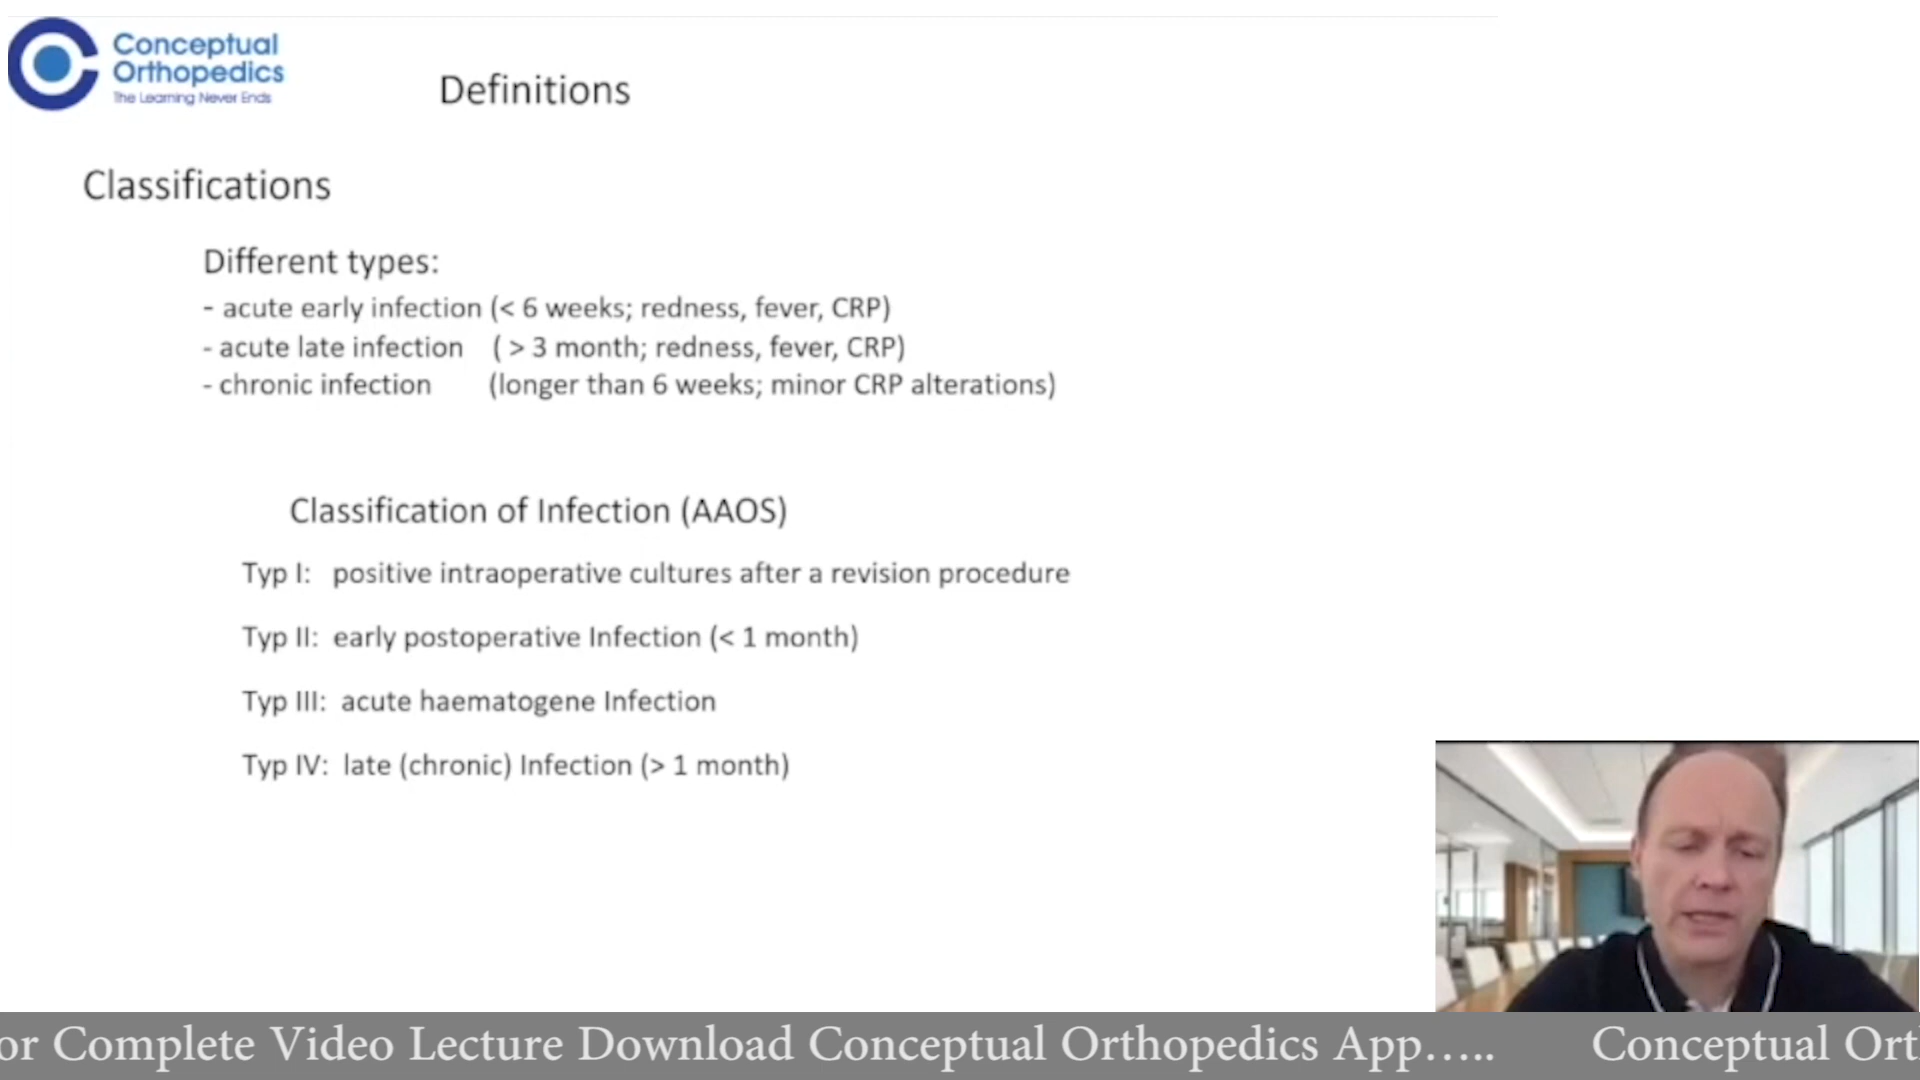 Conceptual
Orthopedics
The Learning Never Ends
Definitions
Classifications
Different types:
- acute early infection (< 6 weeks; redness, fever, CRP)
- acute late infection ( > 3 month; redness, fever, CRP)
- chronic infection (longer than 6 weeks; minor CRP alterations)
Classification of Infection (AAOS)
Typ I: positive intraoperative cultures after a revision procedure
Typ II: early postoperative Infection (< 1 month)
Typ III: acute haematogene Infection
Typ IV: late (chronic) Infection (> 1 month)
or Complete Video Lecture Download Conceptual Orthopedics App.....
Conceptual Ort